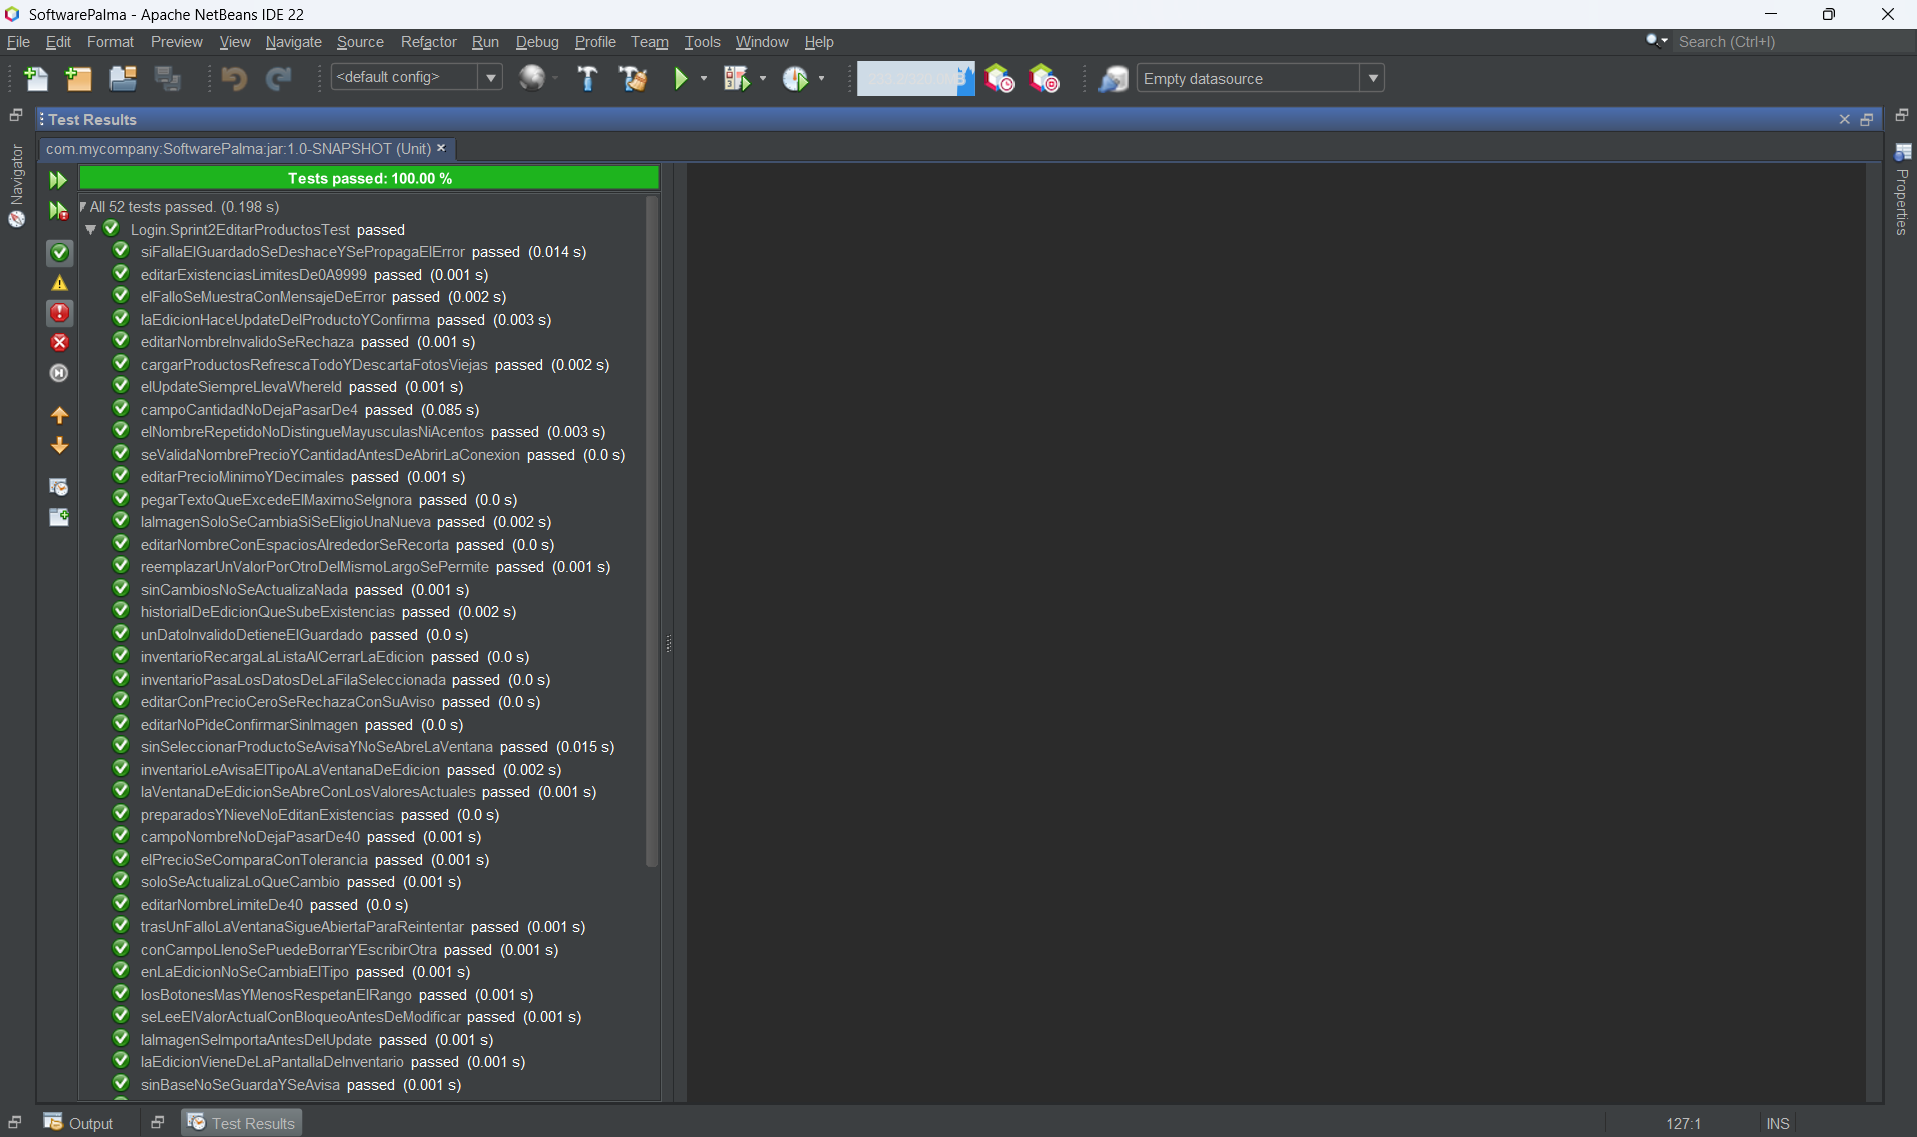 SoftwarePalma - Apache NetBeans IDE 22
File Edit Format Preview View Navigate Source Refactor Run Debug Profile Team Tools Window Help
Search (Ctrl+I)
<default config>
Empty datasource
Test Results
com.mycompany:SoftwarePalma:jar:1.0-SNAPSHOT (Unit)
Navigator
Properties
Tests passed: 100.00 %
All 52 tests passed. (0.198 s)
Login.Sprint2EditarProductosTest passed
siFallaElGuardadoSeDeshaceYSePropagaElError passed (0.014 s)
editarExistenciasLimitesDe0A9999 passed (0.001 s)
elFalloSeMuestraConMensajeDeError passed (0.002 s)
laEdicionHaceUpdateDelProductoYConfirma passed (0.003 s)
editarNombreInvalidoSeRechaza passed (0.001 s)
cargarProductosRefrescaTodoYDescartaFotosViejas passed (0.002 s)
elUpdateSiempreLlevaWhereId passed (0.001 s)
campoCantidadNoDejaPasarDe4 passed (0.085 s)
elNombreRepetidoNoDistingueMayusculasNiAcentos passed (0.003 s)
seValidaNombrePrecioYCantidadAntesDeAbrirLaConexion passed (0.0 s)
editarPrecioMinimoYDecimales passed (0.001 s)
pegarTextoQueExcedeElMaximoSeIgnora passed (0.0 s)
laImagenSoloSeCambiaSiSeEligioUnaNueva passed (0.002 s)
editarNombreConEspaciosAlrededorSeRecorta passed (0.0 s)
reemplazarUnValorPorOtroDelMismoLargoSePermite passed (0.001 s)
sinCambiosNoSeActualizaNada passed (0.001 s)
historialDeEdicionQueSubeExistencias passed (0.002 s)
unDatoInvalidoDetieneElGuardado passed (0.0 s)
inventarioRecargaLaListaAlCerrarLaEdicion passed (0.0 s)
inventarioPasaLosDatosDeLaFilaSeleccionada passed (0.0 s)
editarConPrecioCeroSeRechazaConSuAviso passed (0.0 s)
editarNoPideConfirmarSinImagen passed (0.0 s)
sinSeleccionarProductoSeAvisaYNoSeAbreLaVentana passed (0.015 s)
inventarioLeAvisaElTipoALaVentanaDeEdicion passed (0.002 s)
laVentanaDeEdicionSeAbreConLosValoresActuales passed (0.001 s)
preparadosYNieveNoEditanExistencias passed (0.0 s)
campoNombreNoDejaPasarDe40 passed (0.001 s)
elPrecioSeComparaConTolerancia passed (0.001 s)
soloSeActualizaLoQueCambio passed (0.001 s)
editarNombreLimiteDe40 passed (0.0 s)
trasUnFalloLaVentanaSigueAbiertaParaReintentar passed (0.001 s)
conCampoLlenoSePuedeBorrarYEscribirOtra passed (0.001 s)
enLaEdicionNoSeCambiaElTipo passed (0.001 s)
losBotonesMasYMenosRespetanElRango passed (0.001 s)
seLeeElValorActualConBloqueoAntesDeModificar passed (0.001 s)
laImagenSeImportaAntesDelUpdate passed (0.001 s)
laEdicionVieneDeLaPantallaDeInventario passed (0.001 s)
sinBaseNoSeGuardaYSeAvisa passed (0.001 s)
Output
Test Results
127:1
INS